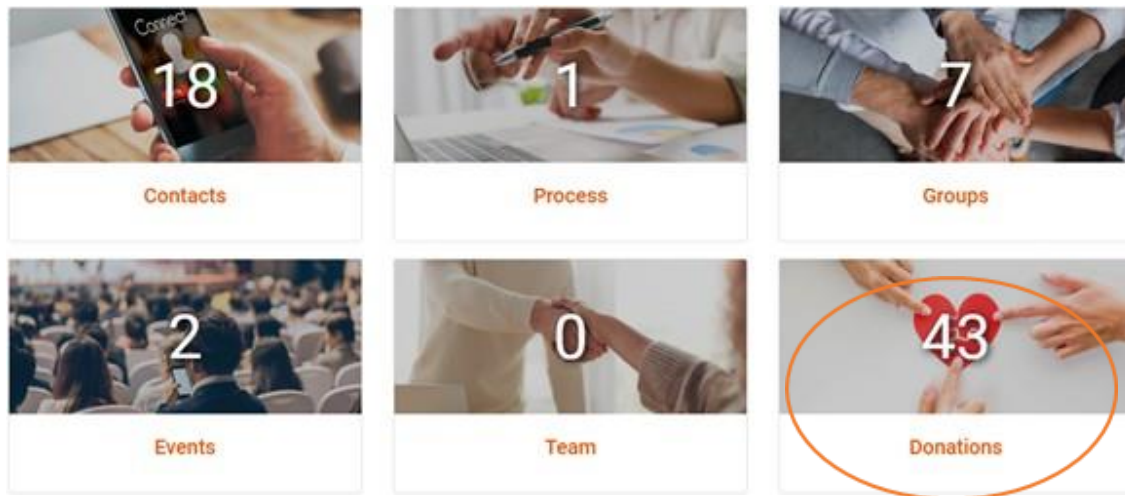 Connect
18
1
7
Contacts
Process
Groups
2
0
43
Events
Team
Donations